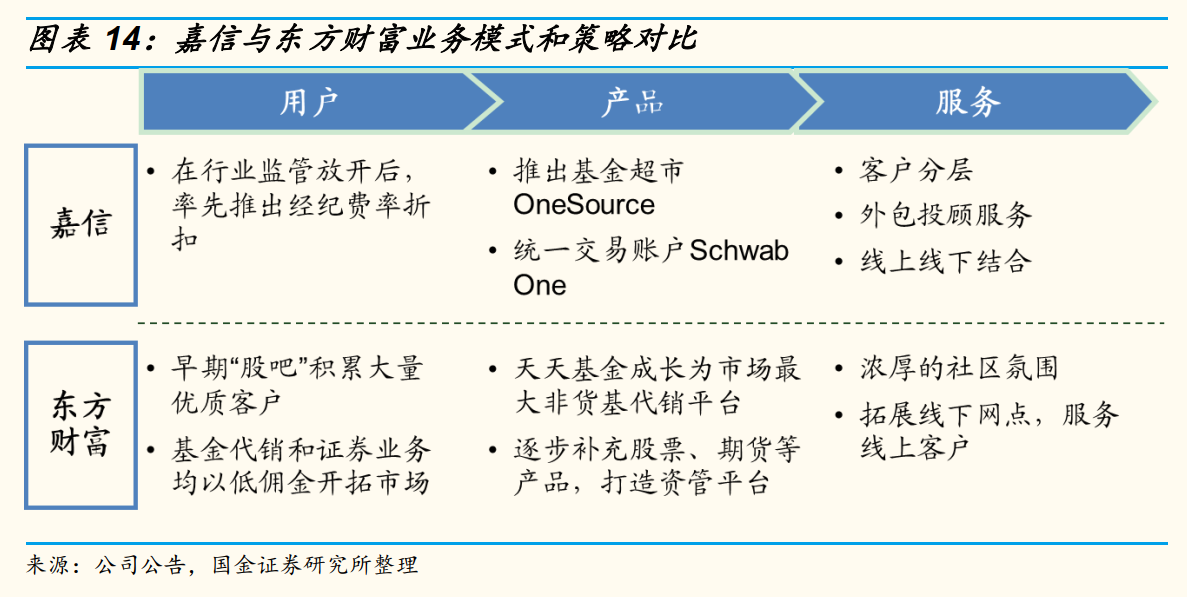 图表 14：嘉信与东方财富业务模式和策略对比
用户
产品
服务
嘉信
• 在行业监管放开后，
率先推出经纪费率折
扣
• 推出基金超市
OneSource
• 统一交易账户Schwab
One
• 客户分层
• 外包投顾服务
• 线上线下结合
东方
财富
• 早期“股吧”积累大量
优质客户
• 基金代销和证券业务
均以低佣金开拓市场
• 天天基金成长为市场最
大非货基代销平台
• 逐步补充股票、期货等
产品，打造资管平台
• 浓厚的社区氛围
• 拓展线下网点，服务
线上客户
来源：公司公告，国金证券研究所整理